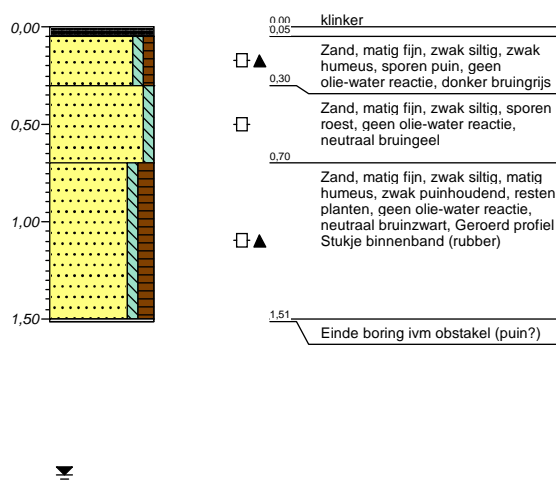 0,00
0,50
1,00
1,50
0,00
klinker
0,05
Zand, matig fijn, zwak siltig, zwak
humeus, sporen puin, geen
olie-water reactie, donker bruingrijs
0,30
Zand, matig fijn, zwak siltig, sporen
roest, geen olie-water reactie,
neutraal bruingeel
0,70
Zand, matig fijn, zwak siltig, matig
humeus, zwak puinhoudend, resten
planten, geen olie-water reactie,
neutraal bruinzwart, Geroerd profiel
Stukje binnenband (rubber)
1,51
Einde boring ivm obstakel (puin?)